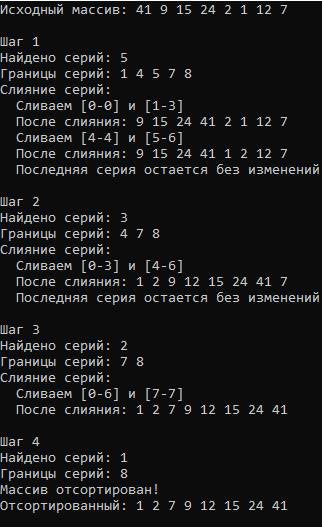 Исходный массив: 41 9 15 24 2 1 12 7
Шаг 1
Найдено серий: 5
Границы серий: 1 4 5 7 8
Слияние серий:
Сливаем [0-0] и [1-3]
После слияния: 9 15 24 41 2 1 12 7
Сливаем [4-4] и [5-6]
После слияния: 9 15 24 41 1 2 12 7
Последняя серия остается без изменений
Шаг 2
Найдено серий: 3
Границы серий: 4 7 8
Слияние серий:
Сливаем [0-3] и [4-6]
После слияния: 1 2 9 12 15 24 41 7
Последняя серия остается без изменений
Шаг 3
Найдено серий: 2
Границы серий: 7 8
Слияние серий:
Сливаем [0-6] и [7-7]
После слияния: 1 2 7 9 12 15 24 41
Шаг 4
Найдено серий: 1
Границы серий: 8
Массив отсортирован!
Отсортированный: 1 2 7 9 12 15 24 41